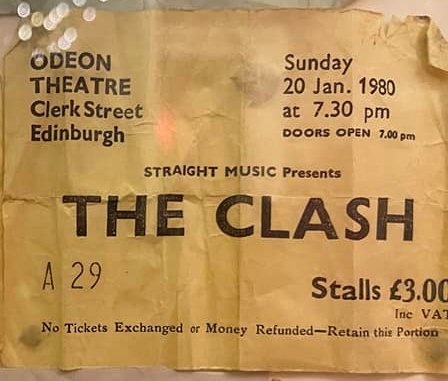 ODEON
THEATRE
Clerk Street
Edinburgh
Sunday
20 Jan. 1980
at 7.30 pm
DOORS OPEN 7.00 pm
STRAIGHT MUSIC Presents
THE CLASH
A 29
Stalls £3.00
Inc VAT
No Tickets Exchanged or Money Refunded—Retain this Portion